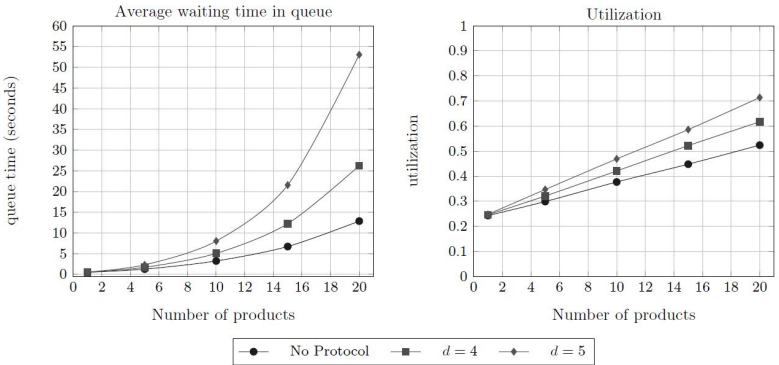 Average waiting time in queue
queue time (seconds)
60
55
50
45
40
35
30
25
20
15
10
5
0
0 2 4 6 8 10 12 14 16 18 20
Number of products
Utilization
utilization
1
0.9
0.8
0.7
0.6
0.5
0.4
0.3
0.2
0.1
0
0 2 4 6 8 10 12 14 16 18 20
Number of products
No Protocol d = 4 d = 5